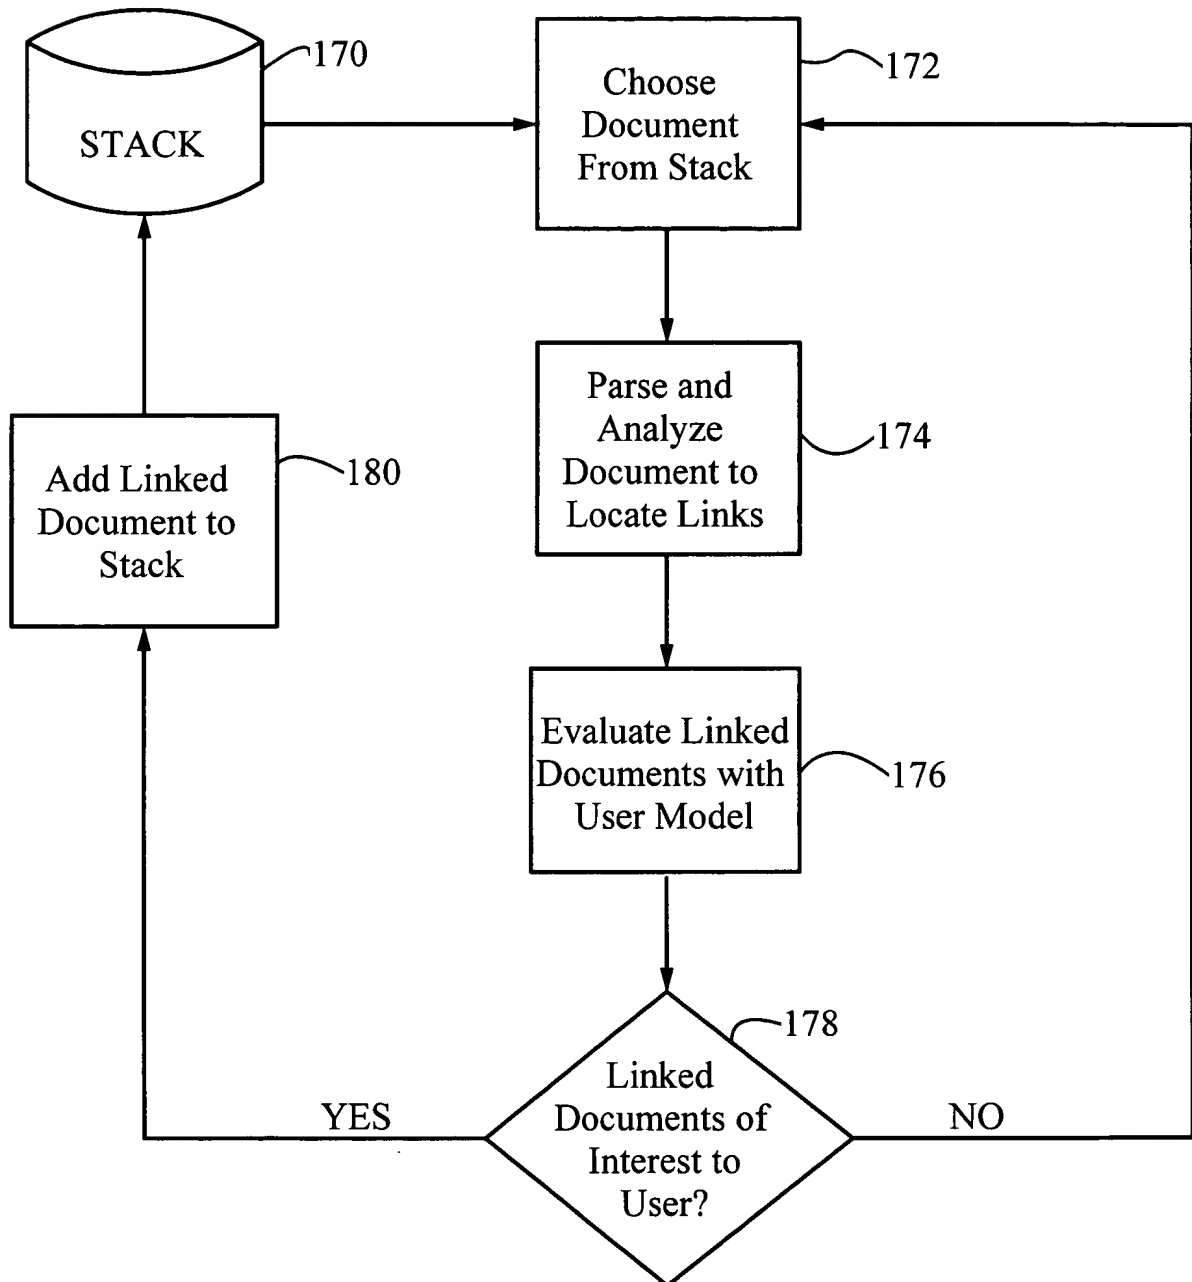 170
STACK
Choose
Document
From Stack
172
Parse and
Analyze
Document to
Locate Links
174
Add Linked
Document to
Stack
180
Evaluate Linked
Documents with
User Model
176
178
Linked
Documents of
Interest to
User?
YES
NO